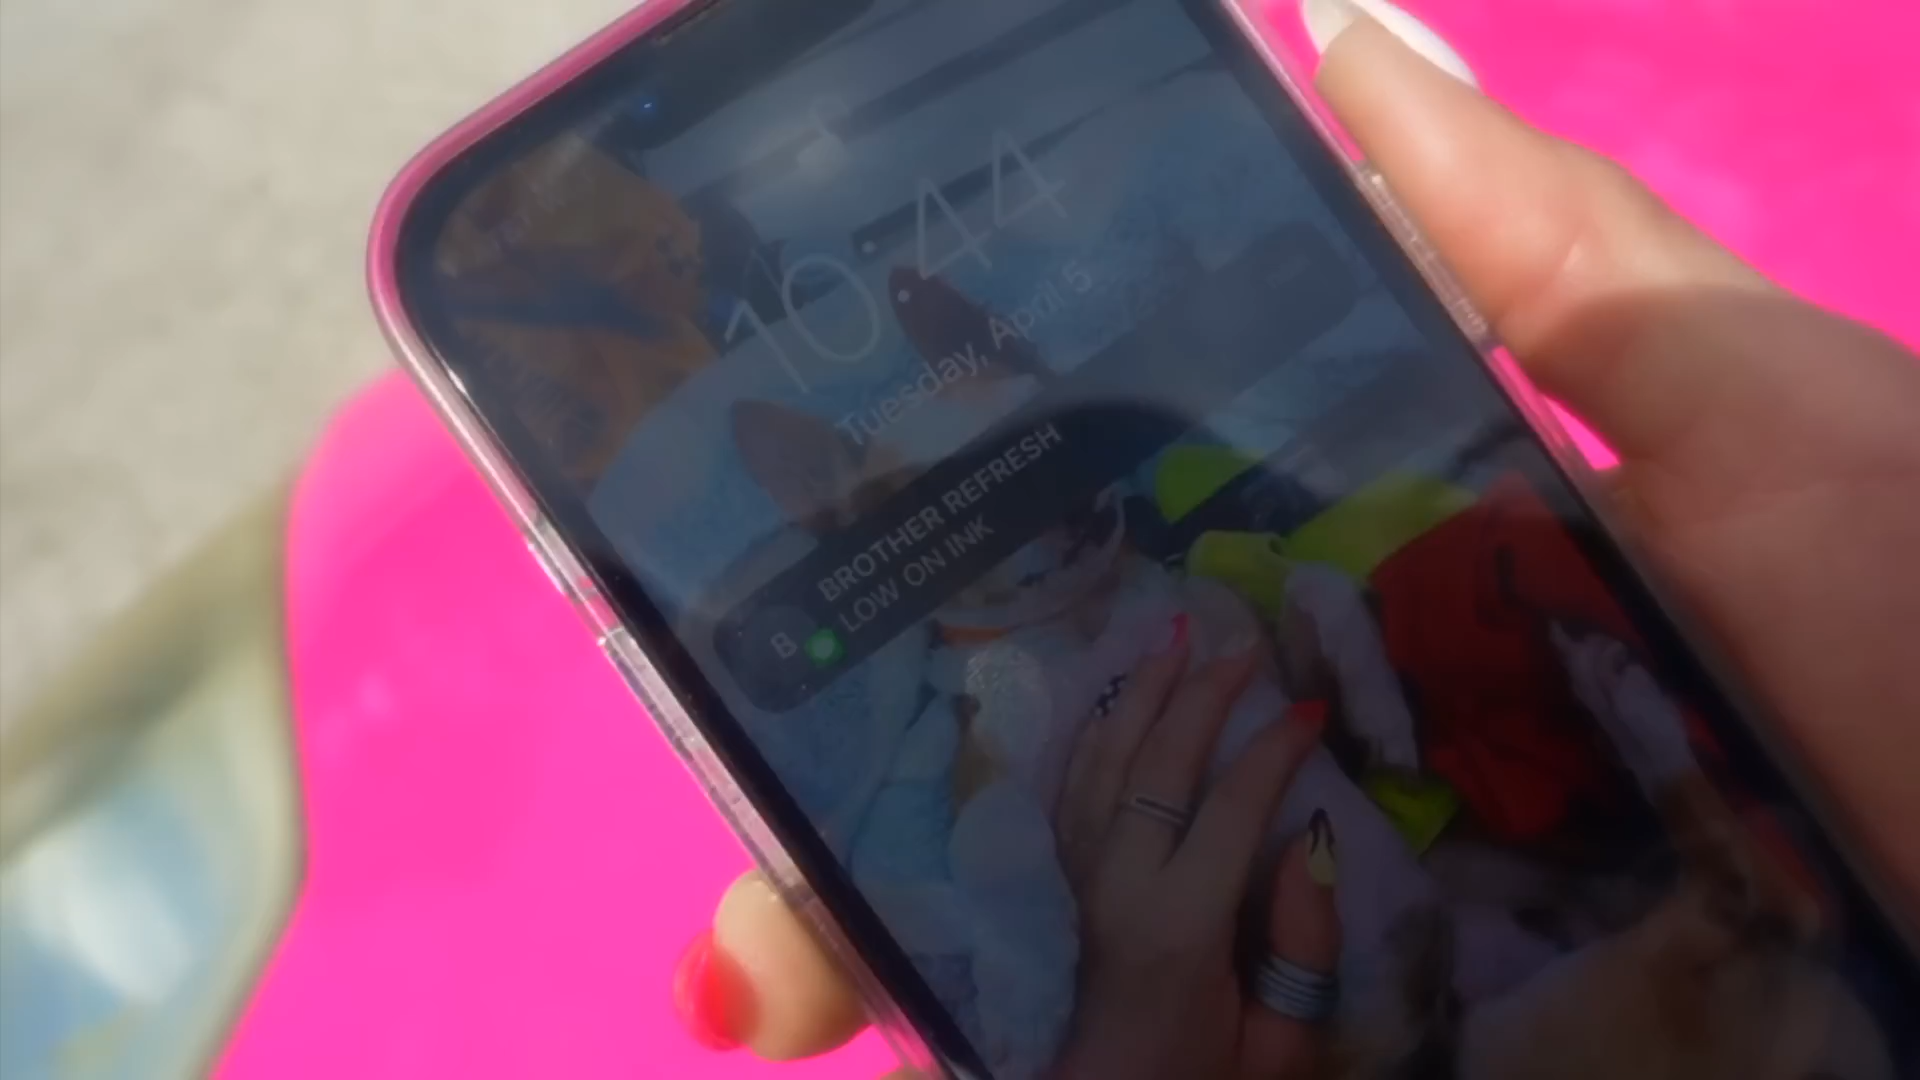 10:44
Tuesday, April 5
BROTHER REFRESH
LOW ON INK
B